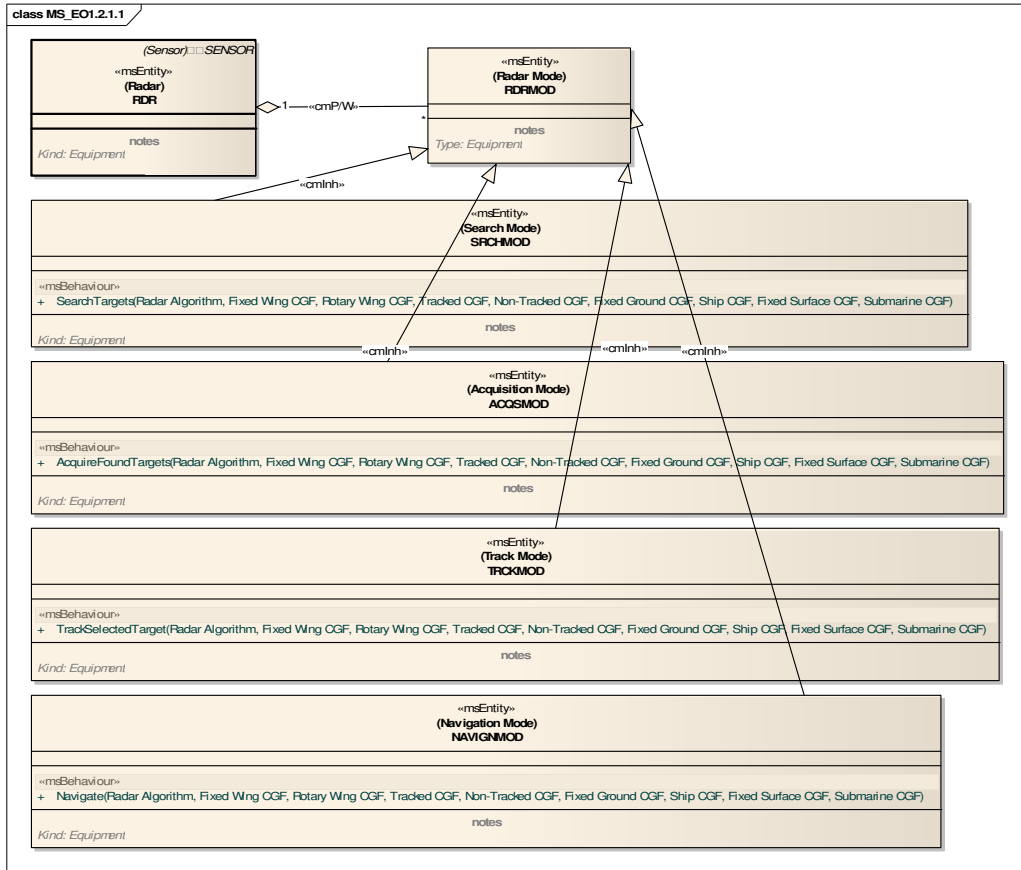 class MS_EO1.2.1.1
(Sensor)□□SENSOR
«msEntity»
(Radar)
RDR
notes
Kind: Equipment
1
«cmP/W»
*
«msEntity»
(Radar Mode)
RDRMOD
notes
Type: Equipment
«cmInh»
«msEntity»
(Search Mode)
SRCHMOD
«msBehaviour»
+ SearchTargets(Radar Algorithm, Fixed Wing CGF, Rotary Wing CGF, Tracked CGF, Non-Tracked CGF, Fixed Ground CGF, Ship CGF, Fixed Surface CGF, Submarine CGF)
notes
Kind: Equipment
«cmInh»
«cmInh»
«cmInh»
«msEntity»
(Acquisition Mode)
ACQSMOD
«msBehaviour»
+ AcquireFoundTargets(Radar Algorithm, Fixed Wing CGF, Rotary Wing CGF, Tracked CGF, Non-Tracked CGF, Fixed Ground CGF, Ship CGF, Fixed Surface CGF, Submarine CGF)
notes
Kind: Equipment
«msEntity»
(Track Mode)
TRCKMOD
«msBehaviour»
+ TrackSelectedTarget(Radar Algorithm, Fixed Wing CGF, Rotary Wing CGF, Tracked CGF, Non-Tracked CGF, Fixed Ground CGF, Ship CGF, Fixed Surface CGF, Submarine CGF)
notes
Kind: Equipment
«msEntity»
(Navigation Mode)
NAVIGNMOD
«msBehaviour»
+ Navigate(Radar Algorithm, Fixed Wing CGF, Rotary Wing CGF, Tracked CGF, Non-Tracked CGF, Fixed Ground CGF, Ship CGF, Fixed Surface CGF, Submarine CGF)
notes
Kind: Equipment